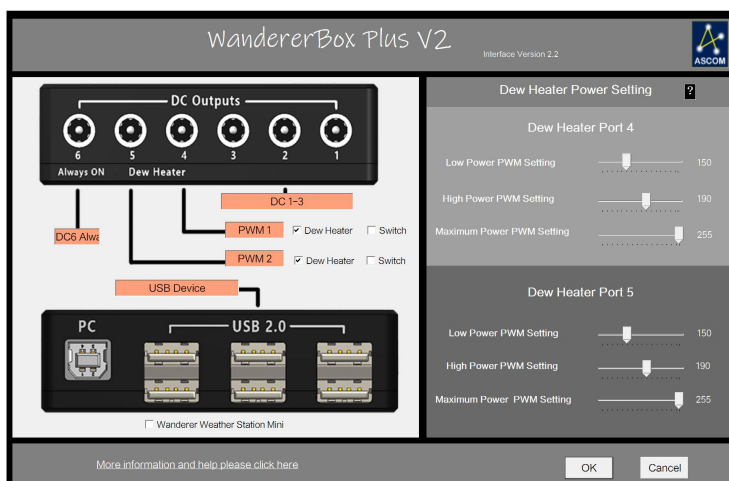 WandererBox Plus V2
Interface Version 2.2
ASCOM
DC Outputs
6 5 4 3 2 1
Always ON Dew Heater
DC 1-3
DC6 Alwa
PWM 1 Dew Heater Switch
PWM 2 Dew Heater Switch
USB Device
PC USB 2.0
Wanderer Weather Station Mini
Dew Heater Power Setting ?
Dew Heater Port 4
Low Power PWM Setting 150
High Power PWM Setting 190
Maximum Power PWM Setting 255
Dew Heater Port 5
Low Power PWM Setting 150
High Power PWM Setting 190
Maximum Power PWM Setting 255
More information and help please click here
OK Cancel